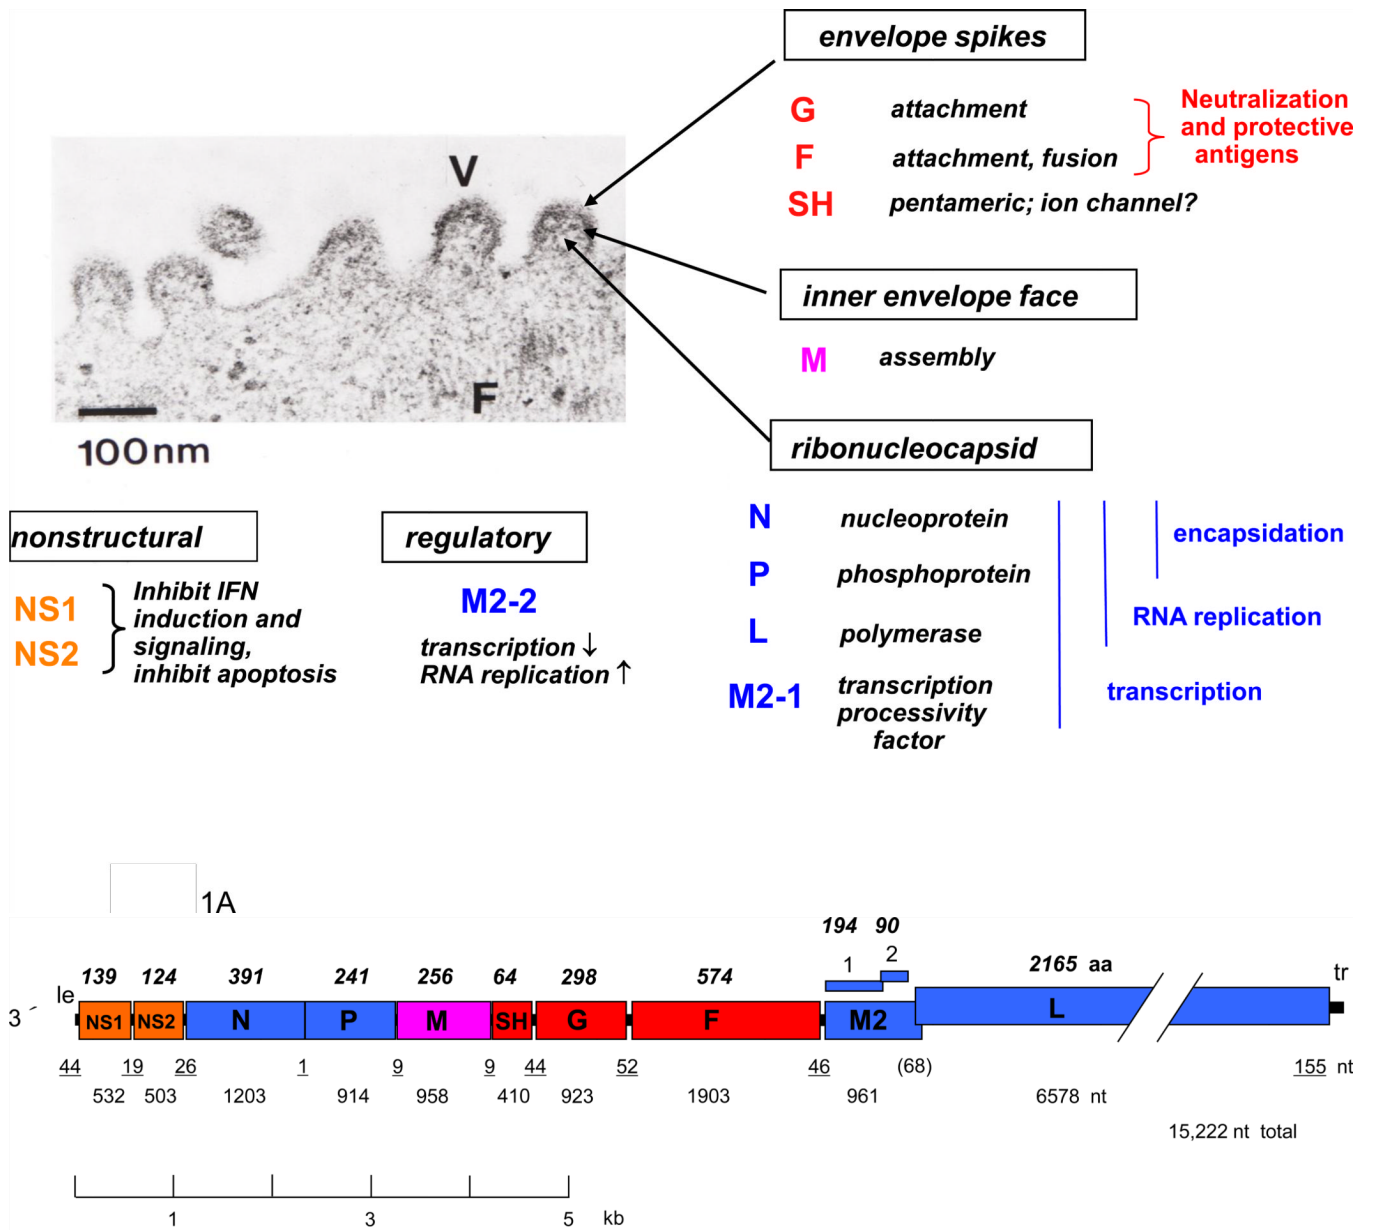 envelope spikes
G attachment
F attachment, fusion
SH pentameric; ion channel?
Neutralization
and protective
antigens
V
F
100nm
inner envelope face
M assembly
ribonucleocapsid
N nucleoprotein
P phosphoprotein
L polymerase
M2-1 transcription
processivity
factor
encapsidation
RNA replication
transcription
nonstructural
NS1
NS2
Inhibit IFN
induction and
signaling,
inhibit apoptosis
regulatory
M2-2
transcription ↓
RNA replication ↑
1A
194 90
1 2
139 124 391 241 256 64 298 574 2165 aa
3 ´ le tr
NS1 NS2 N P M SH G F M2 L
44 19 26 1 9 9 44 52 46 (68) 155 nt
532 503 1203 914 958 410 923 1903 961 6578 nt
15,222 nt total
1 3 5 kb